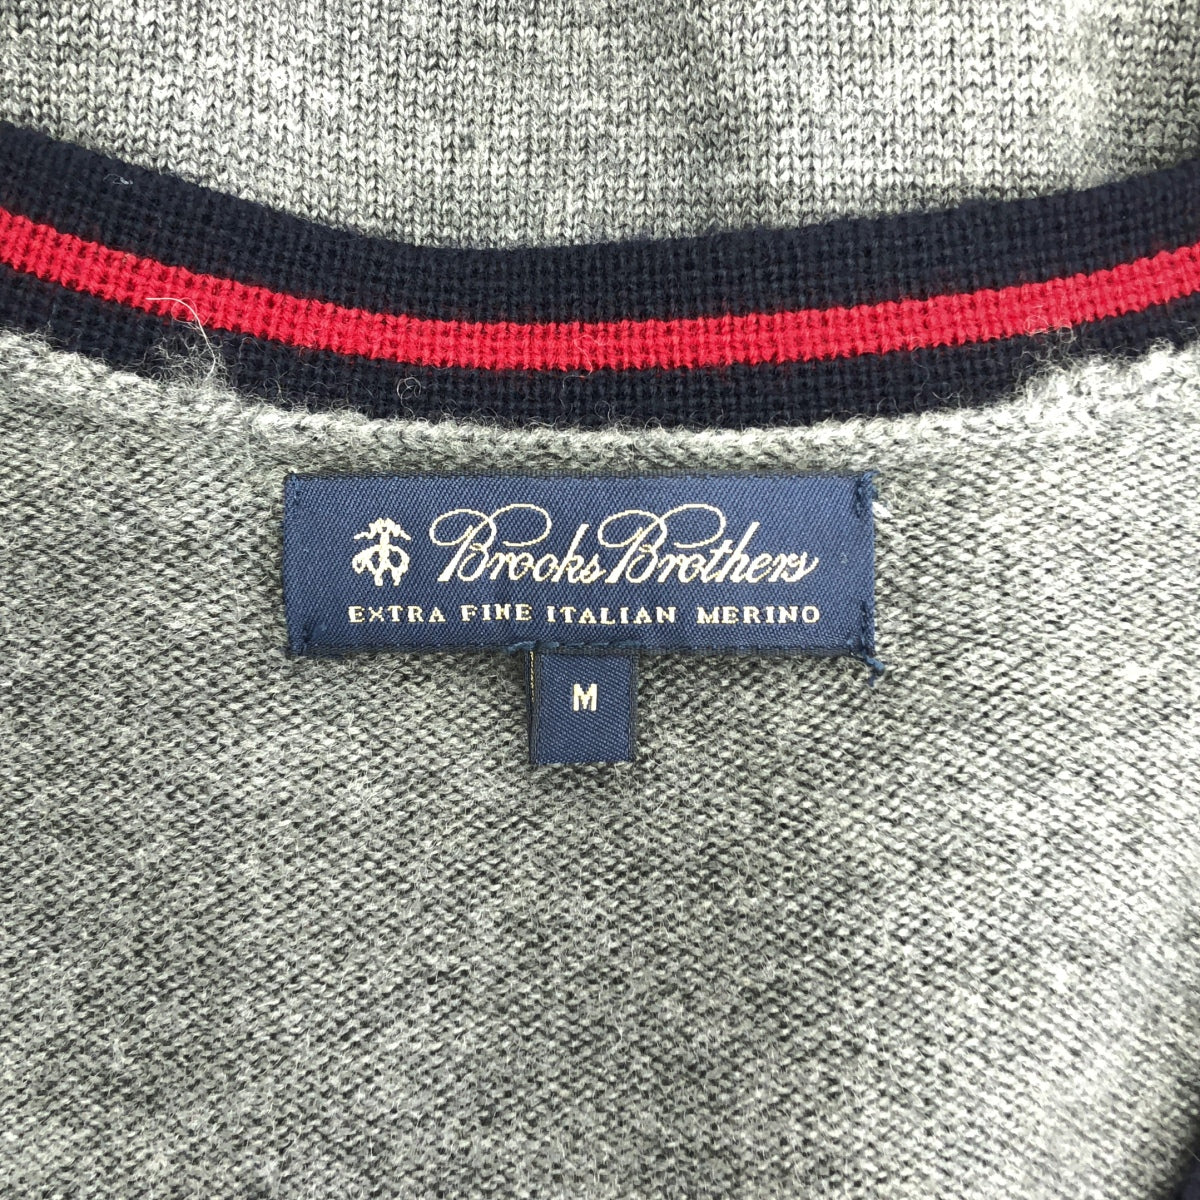 Brooks Brothers
EXTRA FINE ITALIAN MERINO
M